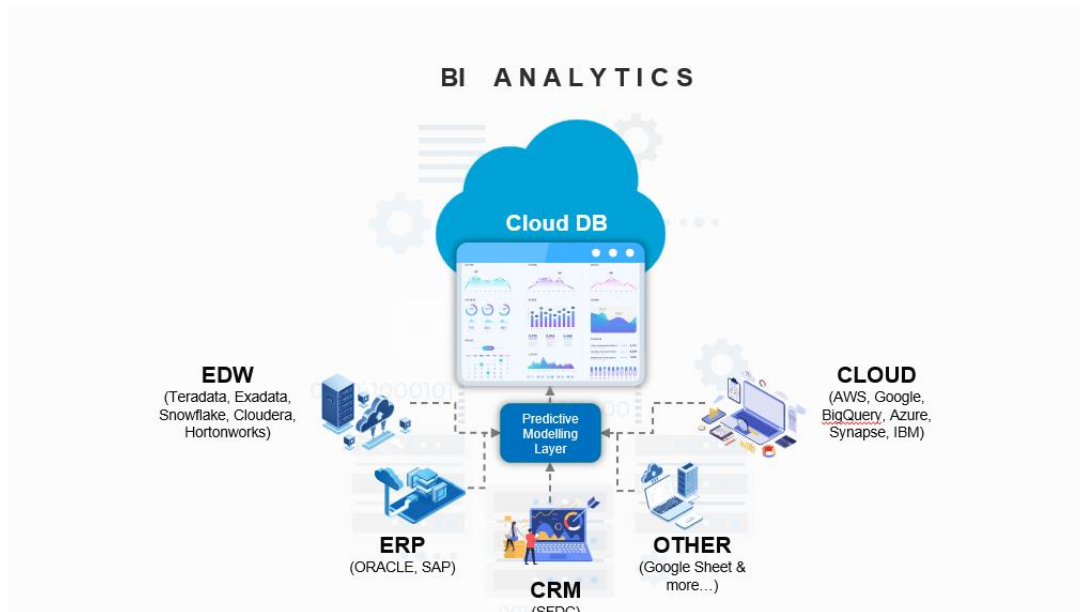 BI ANALYTICS
Cloud DB
EDW
(Teradata, Exadata,
Snowflake, Cloudera,
Hortonworks)
CLOUD
(AWS, Google,
BigQuery, Azure,
Synapse, IBM)
Predictive
Modelling
Layer
ERP
(ORACLE, SAP)
CRM
(SFDC)
OTHER
(Google Sheet &
more…)